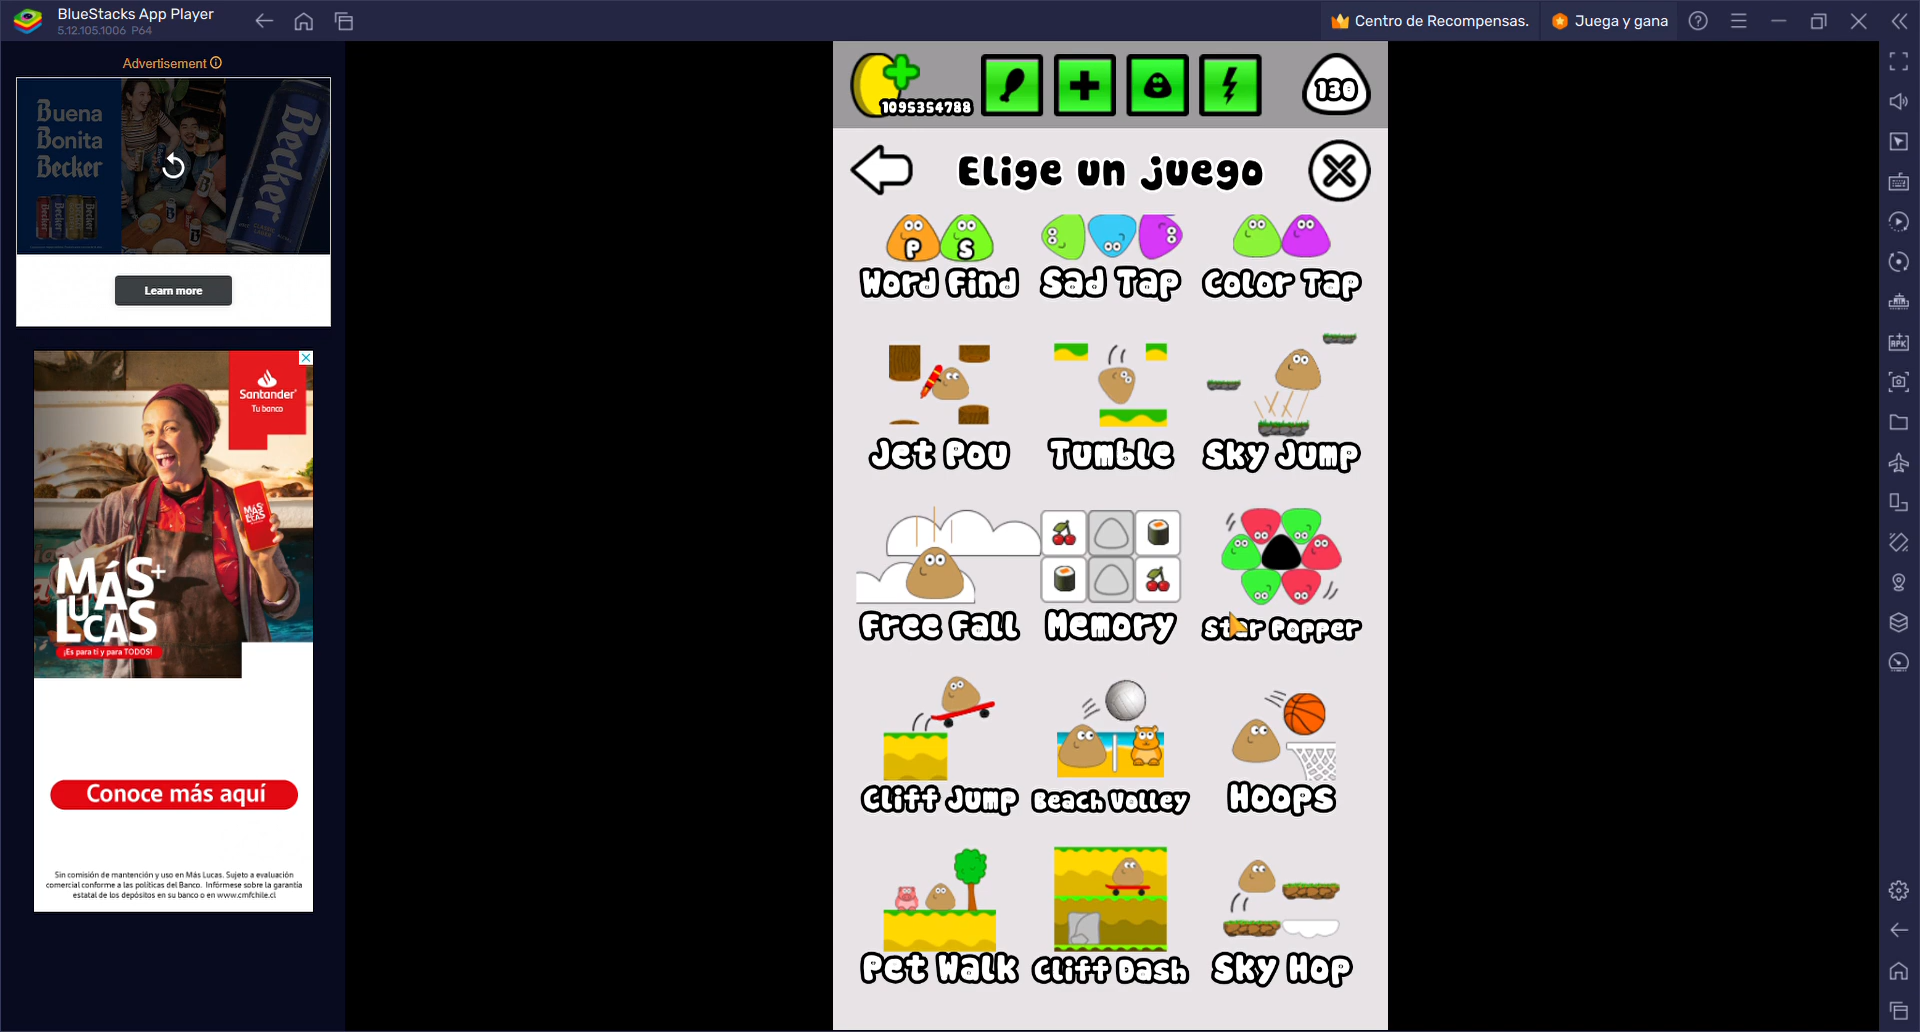 BlueStacks App Player
5.12.105.1006 P64
Centro de Recompensas.
Juega y gana
Advertisement
Buena
Bonita
Becker
Becker
Learn more
Santander
Tu banco
MÁS
LUCAS
MÁS+
LUCAS
¡Es para ti y para TODOS!
Conoce más aquí
Sin comisión de mantención y uso en Más Lucas. Sujeto a evaluación
comercial conforme a las políticas del Banco. Infórmese sobre la garantía
estatal de los depósitos en su banco o en www.cmfchile.cl
1095354788
130
Elige un juego
P S
Word Find Sad Tap Color Tap
Jet Pou Tumble Sky Jump
Free Fall Memory Star Popper
Cliff Jump Beach Volley Hoops
Pet Walk Cliff Dash Sky Hop
APK